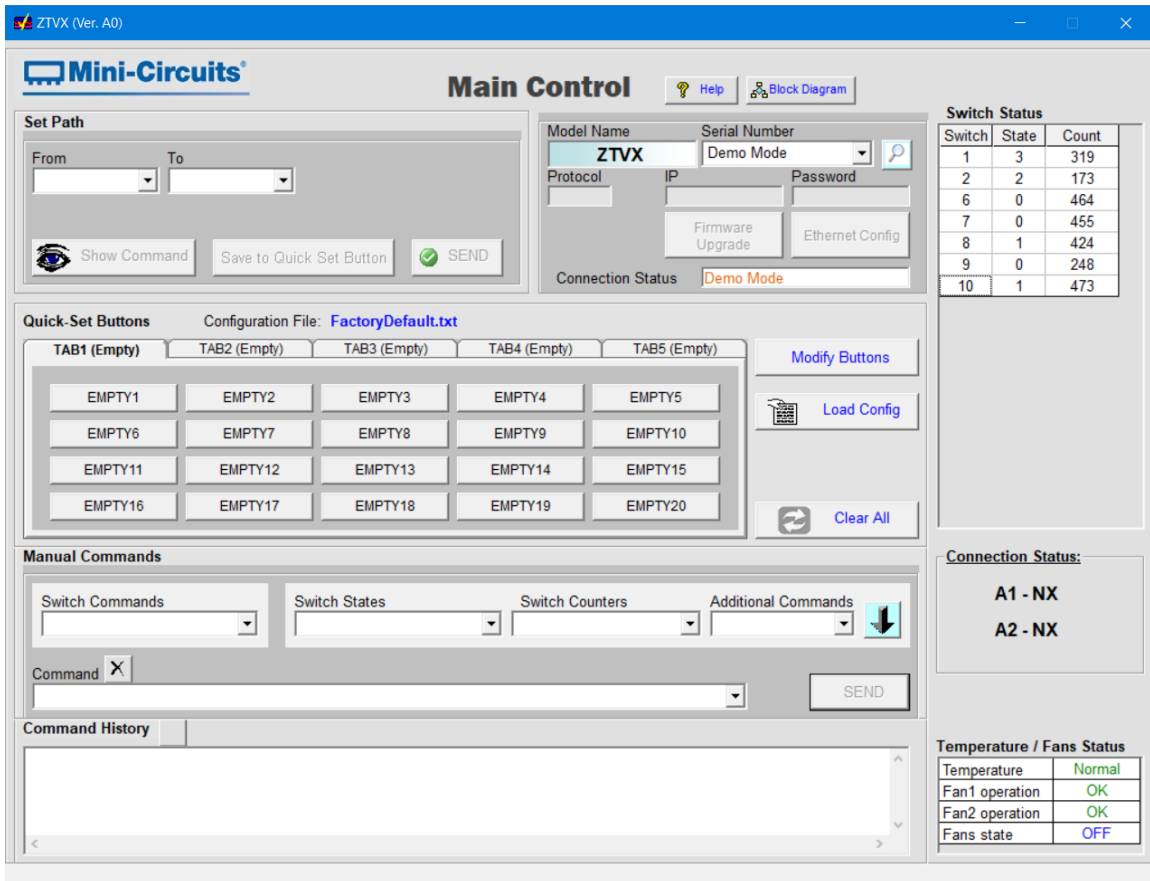 ZTVX (Ver. A0)
Mini-Circuits®
Main Control
Help
Block Diagram
Set Path
From To
Show Command
Save to Quick Set Button
SEND
Model Name Serial Number
ZTVX Demo Mode
Protocol IP Password
Firmware
Upgrade
Ethernet Config
Connection Status Demo Mode
Switch Status
Switch State Count
1 3 319
2 2 173
6 0 464
7 0 455
8 1 424
9 0 248
10 1 473
Quick-Set Buttons Configuration File: FactoryDefault.txt
TAB1 (Empty) TAB2 (Empty) TAB3 (Empty) TAB4 (Empty) TAB5 (Empty)
EMPTY1 EMPTY2 EMPTY3 EMPTY4 EMPTY5
EMPTY6 EMPTY7 EMPTY8 EMPTY9 EMPTY10
EMPTY11 EMPTY12 EMPTY13 EMPTY14 EMPTY15
EMPTY16 EMPTY17 EMPTY18 EMPTY19 EMPTY20
Modify Buttons
Load Config
Clear All
Manual Commands
Switch Commands Switch States Switch Counters Additional Commands
Command X
SEND
Command History
Connection Status:
A1 - NX
A2 - NX
Temperature / Fans Status
Temperature Normal
Fan1 operation OK
Fan2 operation OK
Fans state OFF